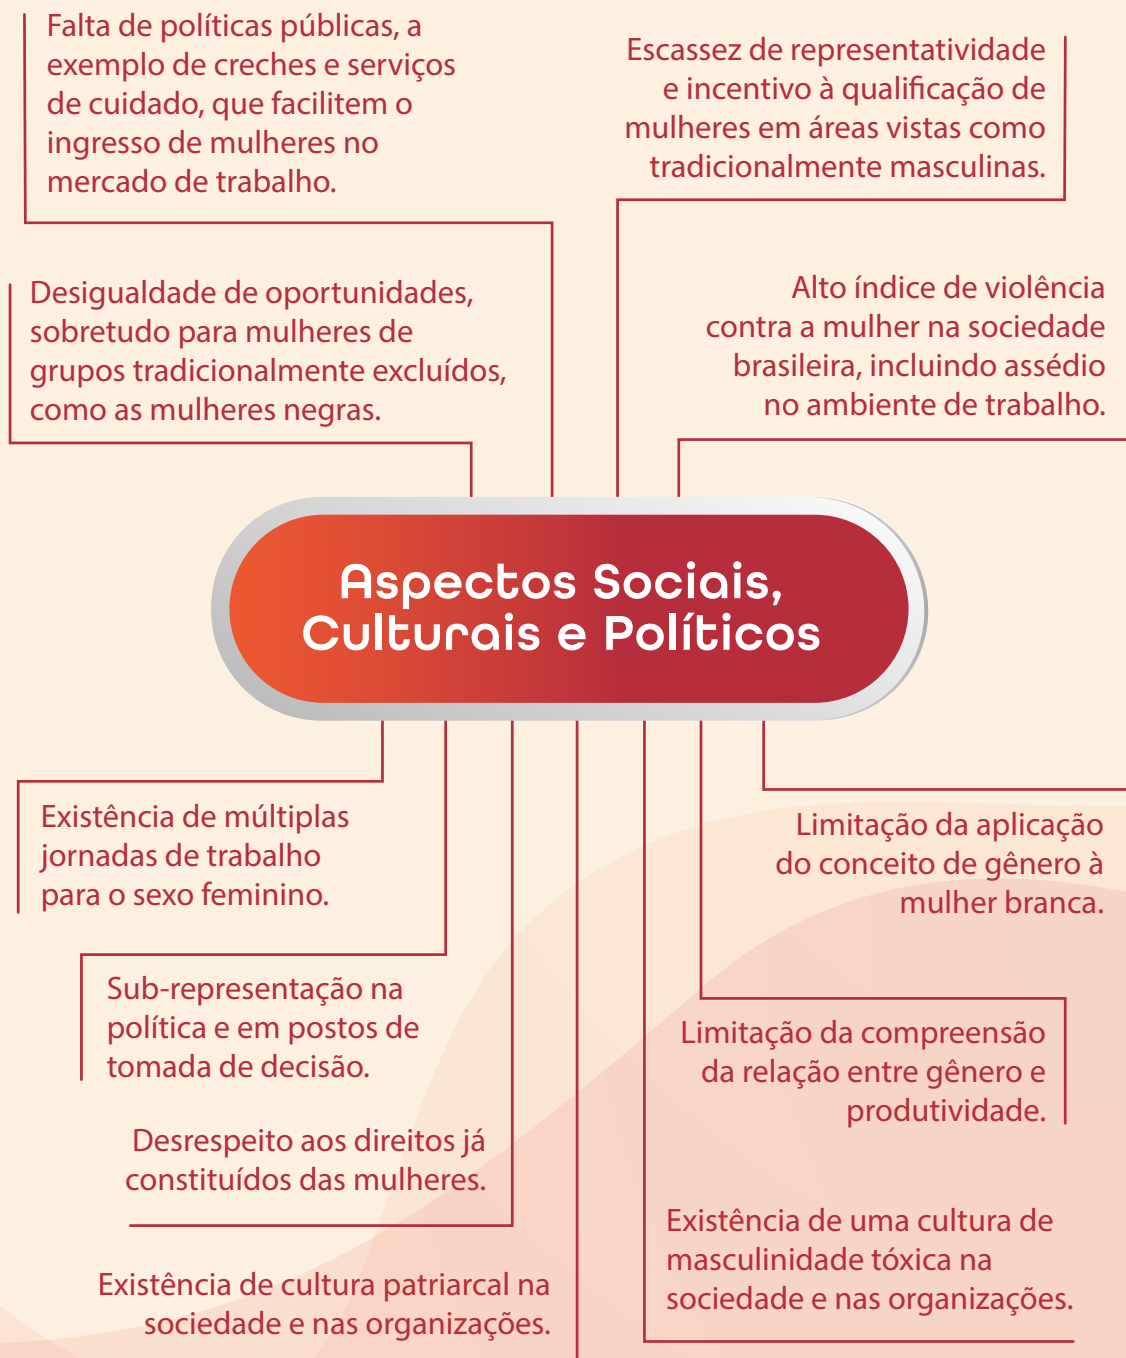 Falta de políticas públicas, a
exemplo de creches e serviços
de cuidado, que facilitem o
ingresso de mulheres no
mercado de trabalho.
Escassez de representatividade
e incentivo à qualificação de
mulheres em áreas vistas como
tradicionalmente masculinas.
Desigualdade de oportunidades,
sobretudo para mulheres de
grupos tradicionalmente excluídos,
como as mulheres negras.
Alto índice de violência
contra a mulher na sociedade
brasileira, incluindo assédio
no ambiente de trabalho.
Aspectos Sociais,
Culturais e Políticos
Existência de múltiplas
jornadas de trabalho
para o sexo feminino.
Limitação da aplicação
do conceito de gênero à
mulher branca.
Sub-representação na
política e em postos de
tomada de decisão.
Limitação da compreensão
da relação entre gênero e
produtividade.
Desrespeito aos direitos já
constituídos das mulheres.
Existência de uma cultura de
masculinidade tóxica na
sociedade e nas organizações.
Existência de cultura patriarcal na
sociedade e nas organizações.